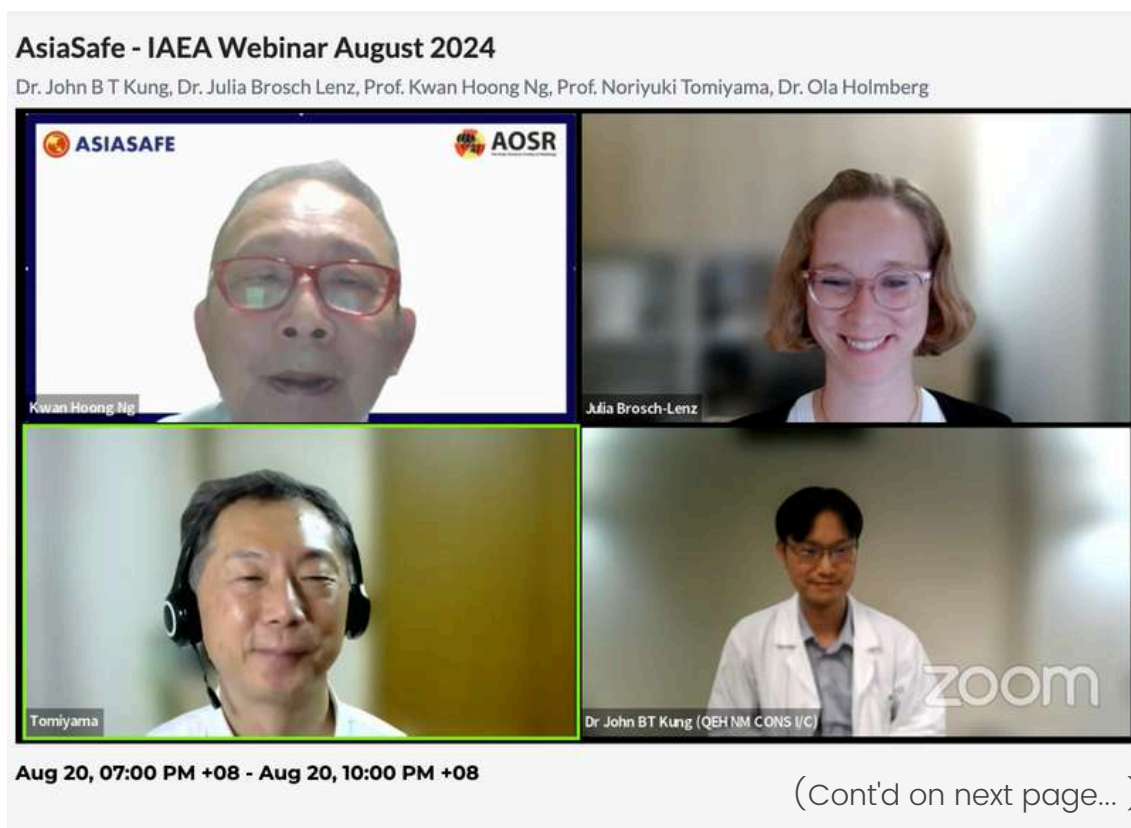 AsiaSafe - IAEA Webinar August 2024
Dr. John B T Kung, Dr. Julia Brosch Lenz, Prof. Kwan Hoong Ng, Prof. Noriyuki Tomiyama, Dr. Ola Holmberg
ASIASAFE
AOSR
Kwan Hoong Ng
Julia Brosch-Lenz
Tomiyama
Dr John BT Kung (QEH NM CONS I/C)
zoom
Aug 20, 07:00 PM +08 - Aug 20, 10:00 PM +08
(Cont'd on next page... )